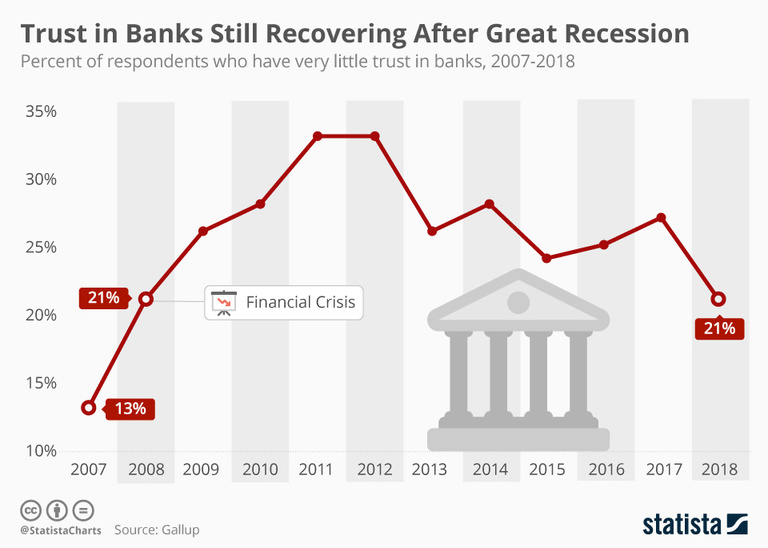 Trust in Banks Still Recovering After Great Recession
Percent of respondents who have very little trust in banks, 2007-2018
35%
30%
25%
20%
15%
10%
21%
Financial Crisis
13%
21%
2007 2008 2009 2010 2011 2012 2013 2014 2015 2016 2017 2018
@StatistaCharts Source: Gallup
statista